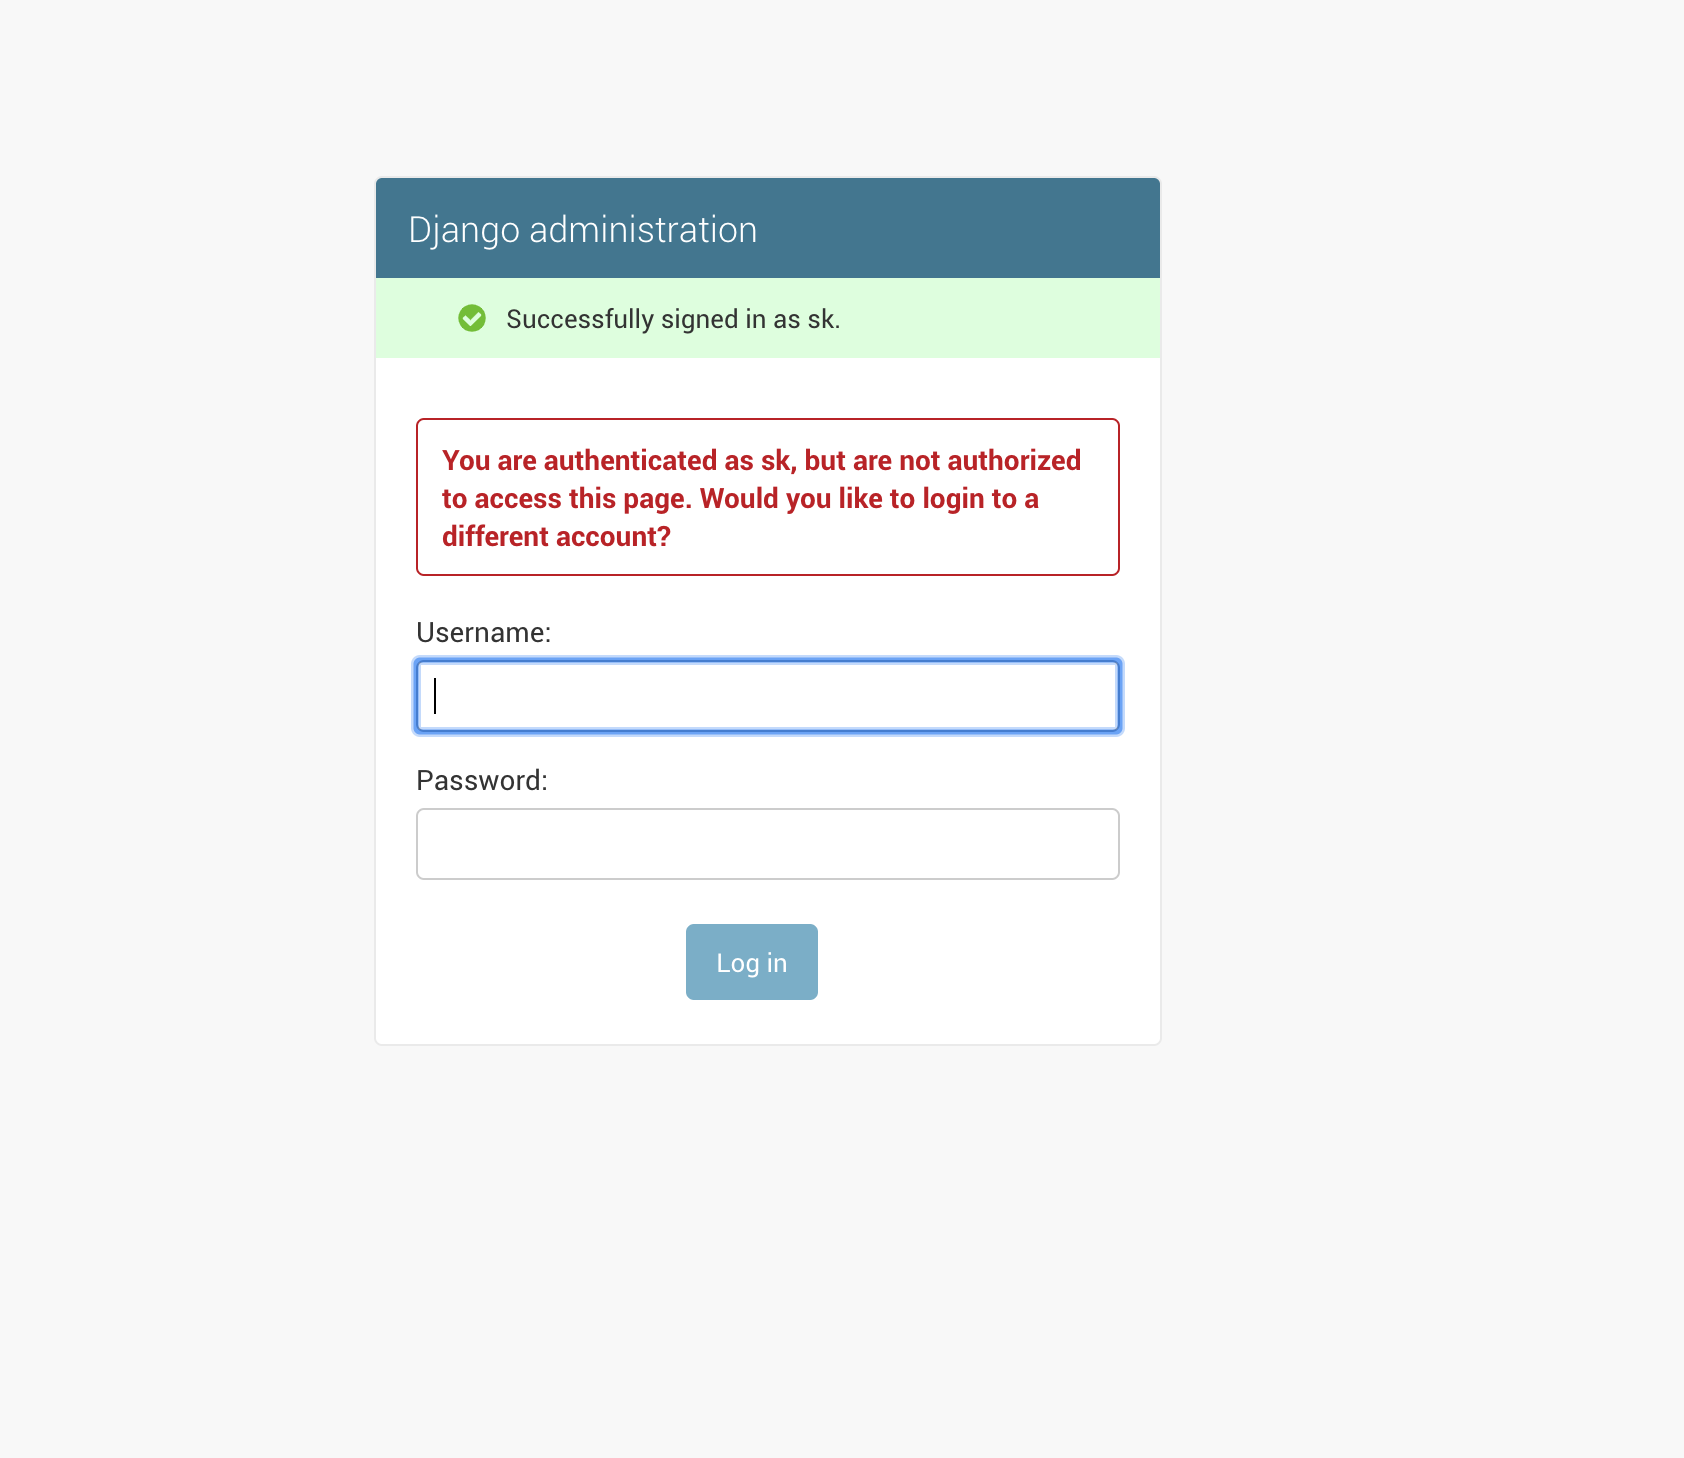 Django administration
Successfully signed in as sk.
You are authenticated as sk, but are not authorized
to access this page. Would you like to login to a
different account?
Username:
Password:
Log in